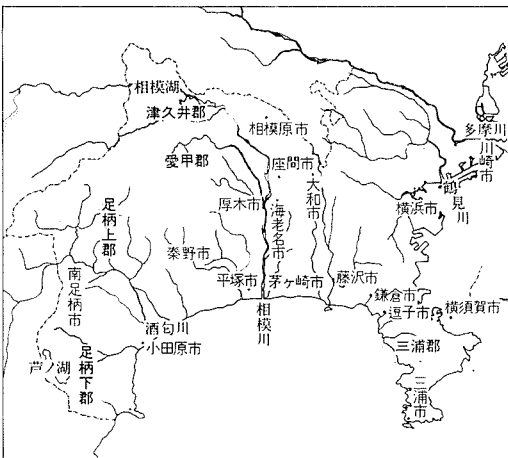 相模湖
津久井郡
相模原市
多摩川
川崎市
愛甲郡
座間市
大和市
鶴見川
横浜市
足柄上郡
厚木市
海老名市
秦野市
南足柄市
平塚市
茅ヶ崎市
藤沢市
鎌倉市
横須賀市
逗子市
相模川
酒匂川
小田原市
三浦郡
芦ノ湖
足柄下郡
三浦市